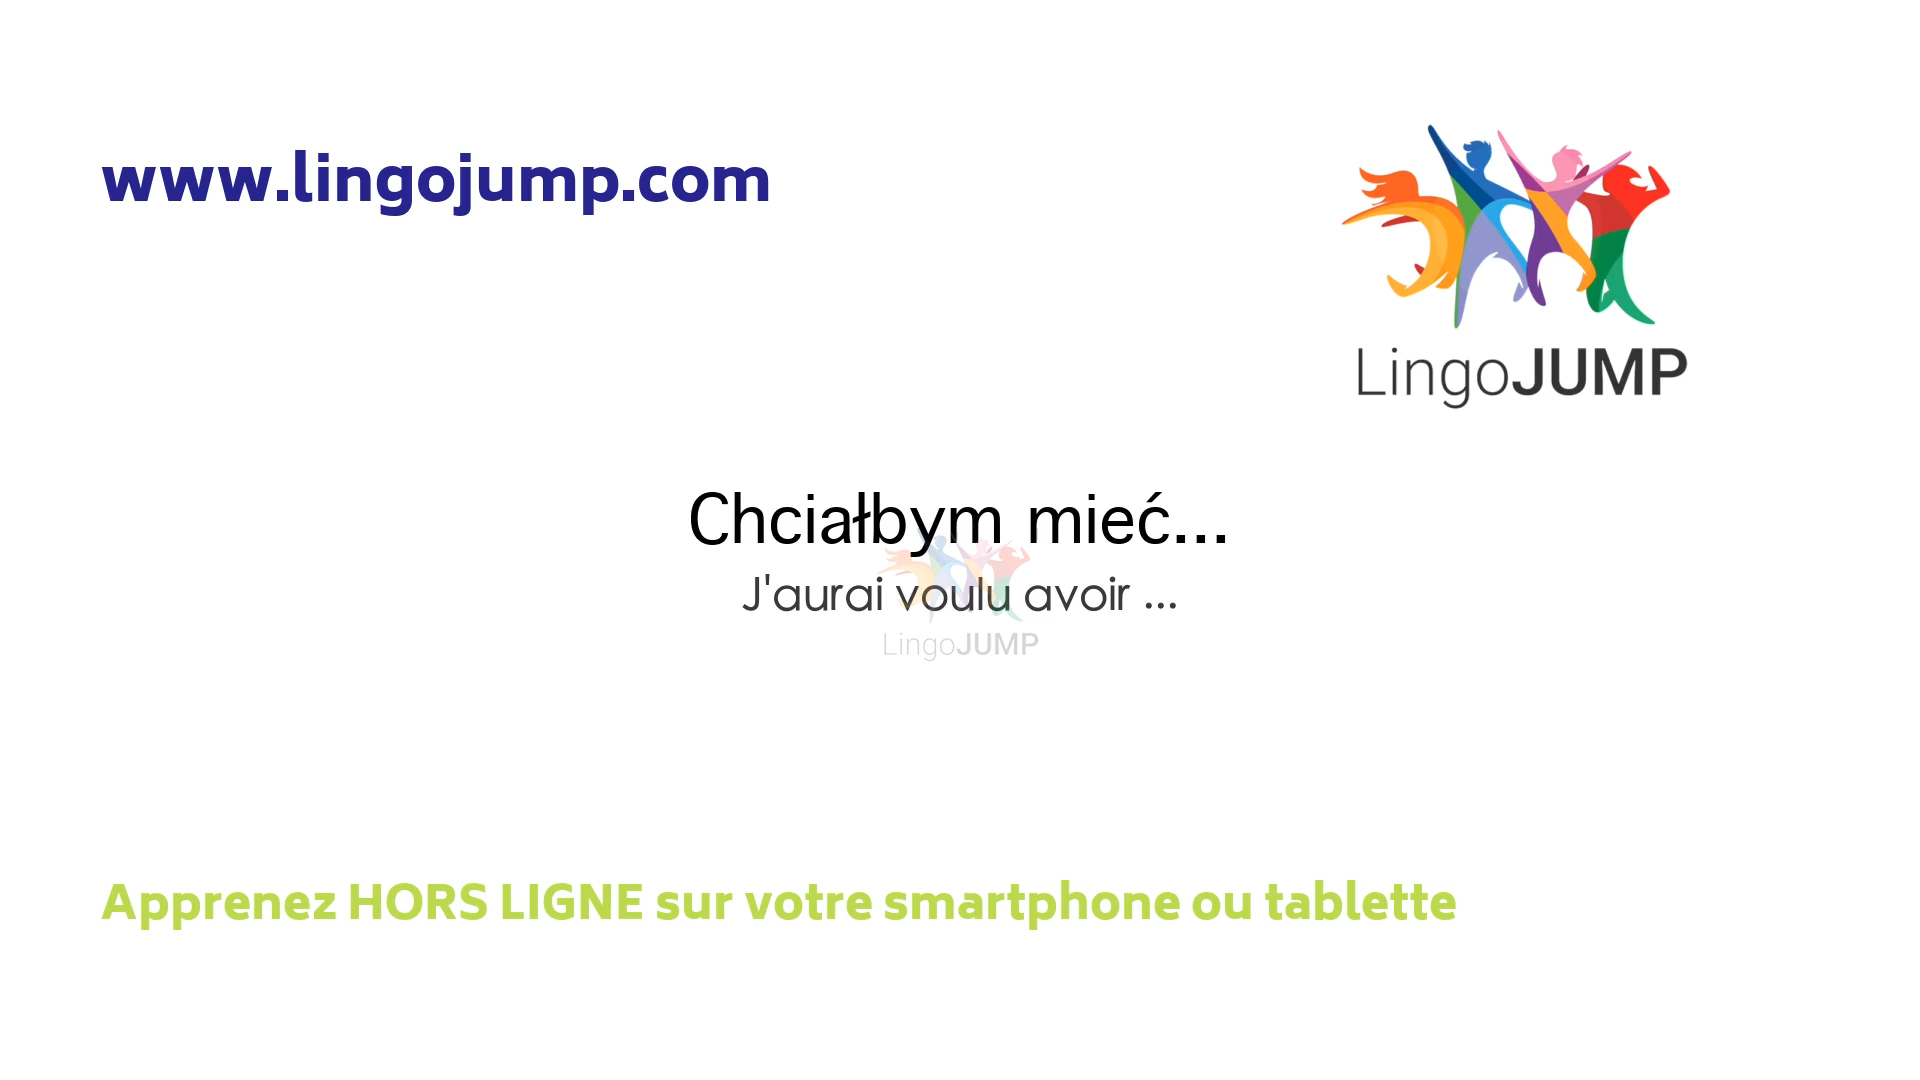 www.lingojump.com
LingoJUMP
Chciałbym mieć...
J'aurai voulu avoir ...
LingoJUMP
Apprenez HORS LIGNE sur votre smartphone ou tablette